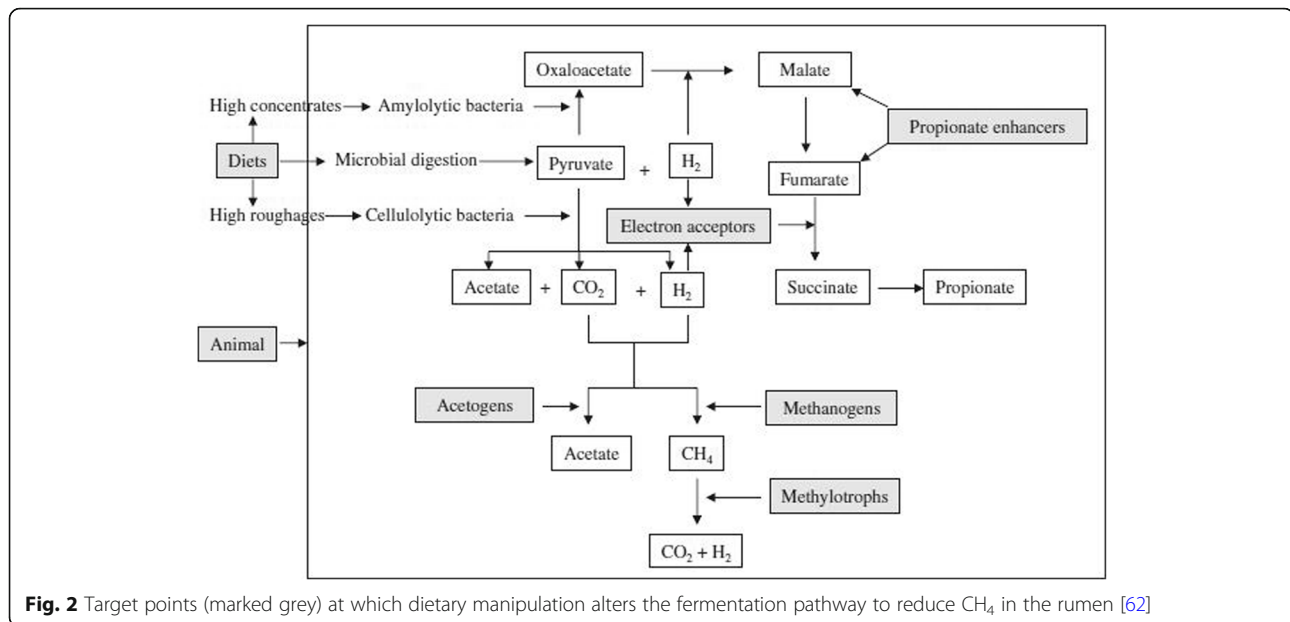 Oxaloacetate
Malate
High concentrates
Amylolytic bacteria
Propionate enhancers
Diets
Microbial digestion
Pyruvate
+
H₂
Fumarate
High roughages
Cellulolytic bacteria
Electron acceptors
Acetate
+
CO₂
+
H₂
Succinate
Propionate
Animal
Acetogens
Methanogens
Acetate
CH₄
Methylotrophs
CO₂ + H₂
Fig. 2 Target points (marked grey) at which dietary manipulation alters the fermentation pathway to reduce CH₄ in the rumen [62]